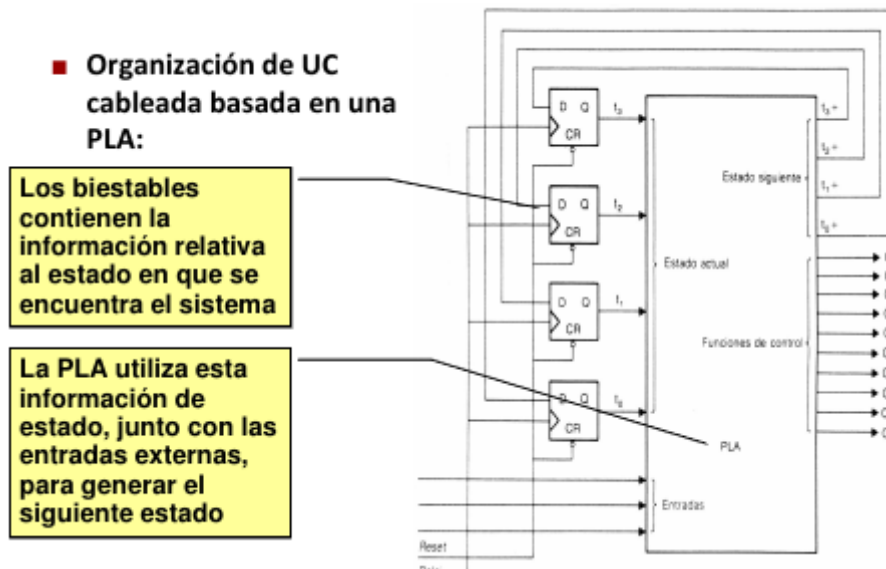 Organización de UC
cableada basada en una
PLA:
Los biestables
contienen la
información relativa
al estado en que se
encuentra el sistema
La PLA utiliza esta
información de
estado, junto con las
entradas externas,
para generar el
siguiente estado
D Q
CR
t₃
D Q
CR
t₂
D Q
CR
t₁
D Q
CR
t₀
Estado actual
Entradas
Reset
PLA
Estado siguiente
t₃+
t₂+
t₁+
t₀+
Funciones de control